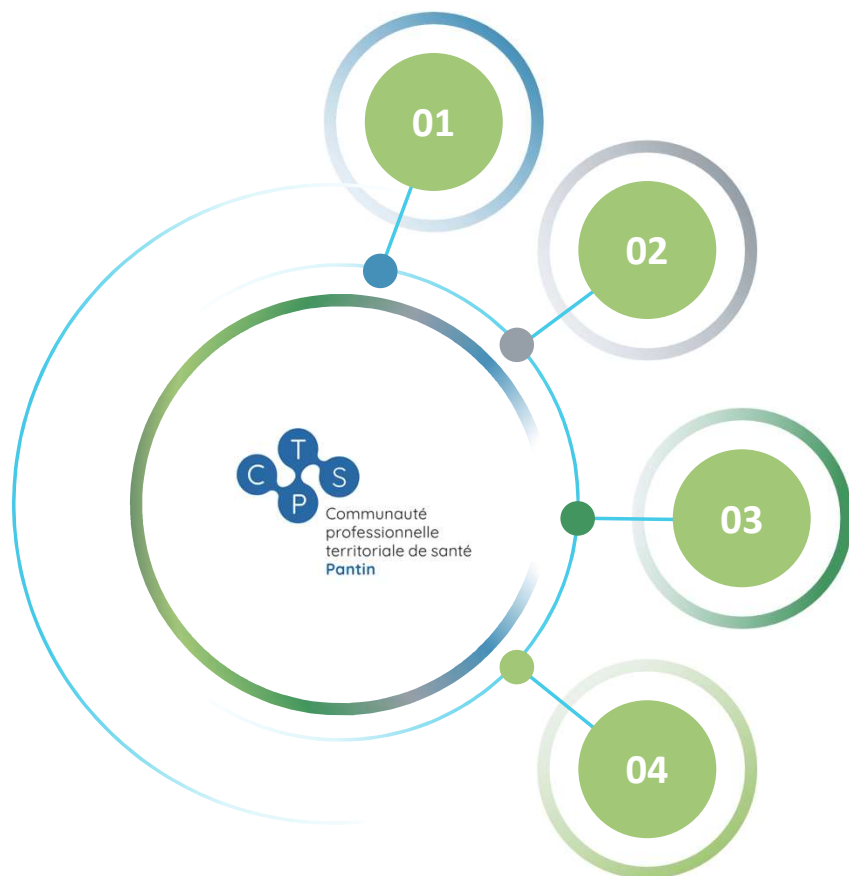 01
02
03
04
C
T
P
S
Communauté
professionnelle
territoriale de santé
Pantin